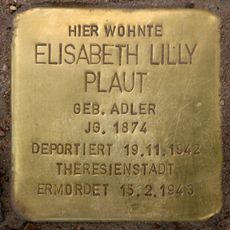 HIER WOHNTE
ELISABETH LILLY
PLAUT
GEB. ADLER
JG. 1874
DEPORTIERT 19.11.1942
THERESIENSTADT
ERMORDET 15.2.1943